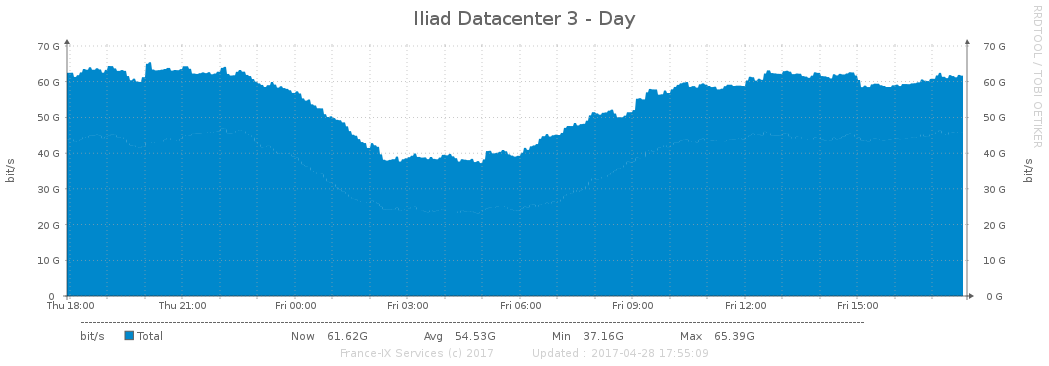 Iliad Datacenter 3 - Day
RRDTOOL / TOBI OETIKER
bit/s
70 G
60 G
50 G
40 G
30 G
20 G
10 G
0
70 G
60 G
50 G
40 G
30 G
20 G
10 G
0 G
bit/s
Thu 18:00 Thu 21:00 Fri 00:00 Fri 03:00 Fri 06:00 Fri 09:00 Fri 12:00 Fri 15:00
bit/s Total Now 61.62G Avg 54.53G Min 37.16G Max 65.39G
France-IX Services (c) 2017 Updated : 2017-04-28 17:55:09